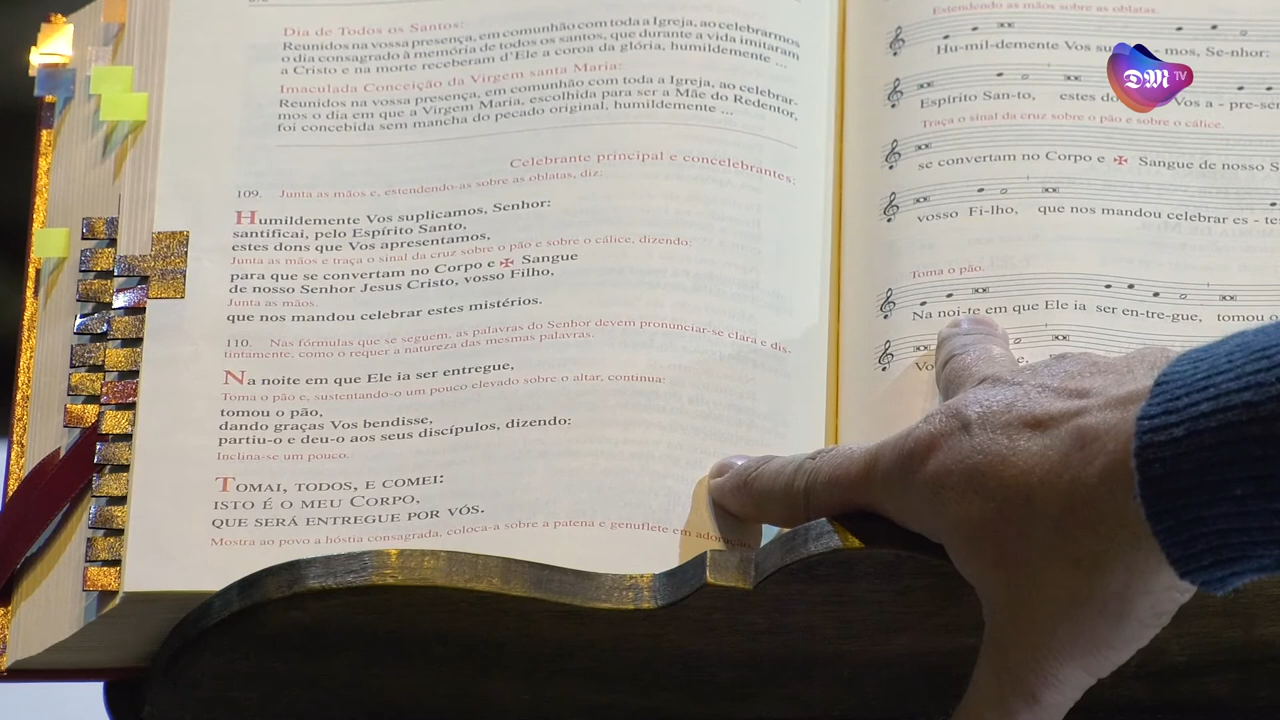 Dia de Todos os Santos:
Reunidos na vossa presença, em comunhão com toda a Igreja, ao celebrarmos
o dia consagrado à memória de todos os santos, que durante a vida imitaram
a Cristo e na morte receberam d'Ele a coroa da glória, humildemente ...
Imaculada Conceição da Virgem santa Maria:
Reunidos na vossa presença, em comunhão com toda a Igreja, ao celebrar-
mos o dia em que a Virgem Maria, escolhida para ser a Mãe do Redentor,
foi concebida sem mancha do pecado original, humildemente ...
Celebrante principal e concelebrantes:
109. Junta as mãos e, estendendo-as sobre as oblatas, diz:
Humildemente Vos suplicamos, Senhor:
santificai, pelo Espírito Santo,
estes dons que Vos apresentamos,
Junta as mãos e traça o sinal da cruz sobre o pão e sobre o cálice, dizendo:
para que se convertam no Corpo e ✠ Sangue
de nosso Senhor Jesus Cristo, vosso Filho,
Junta as mãos.
que nos mandou celebrar estes mistérios.
110. Nas fórmulas que se seguem, as palavras do Senhor devem pronunciar-se clara e dis-
tintamente, como o requer a natureza das mesmas palavras.
Na noite em que Ele ia ser entregue,
Toma o pão e, sustentando-o um pouco elevado sobre o altar, continua:
tomou o pão,
dando graças Vos bendisse,
partiu-o e deu-o aos seus discípulos, dizendo:
Inclina-se um pouco.
TOMAI, TODOS, E COMEI:
ISTO É O MEU CORPO,
QUE SERÁ ENTREGUE POR VÓS.
Mostra ao povo a hóstia consagrada, coloca-a sobre a patena e genuflete em adoração.
Extendendo as mãos sobre as oblatas.
Hu-mil-demente Vos su - mos, Se-nhor:
Espírito San-to, estes do Vos a - pre-se
Traça o sinal da cruz sobre o pão e sobre o cálice.
se convertam no Corpo e ✠ Sangue de nosso S
vosso Fi-lho, que nos mandou celebrar es - te
Toma o pão.
Na noi-te em que Ele ia ser en-tre-gue, tomou o
Vo
DM TV